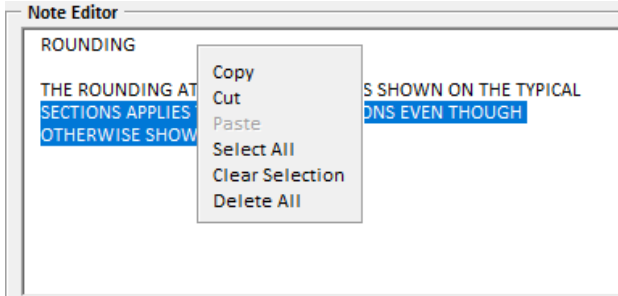 Note Editor
ROUNDING
THE ROUNDING AT S SHOWN ON THE TYPICAL
SECTIONS APPLIES ONS EVEN THOUGH
OTHERWISE SHOW
Copy
Cut
Paste
Select All
Clear Selection
Delete All